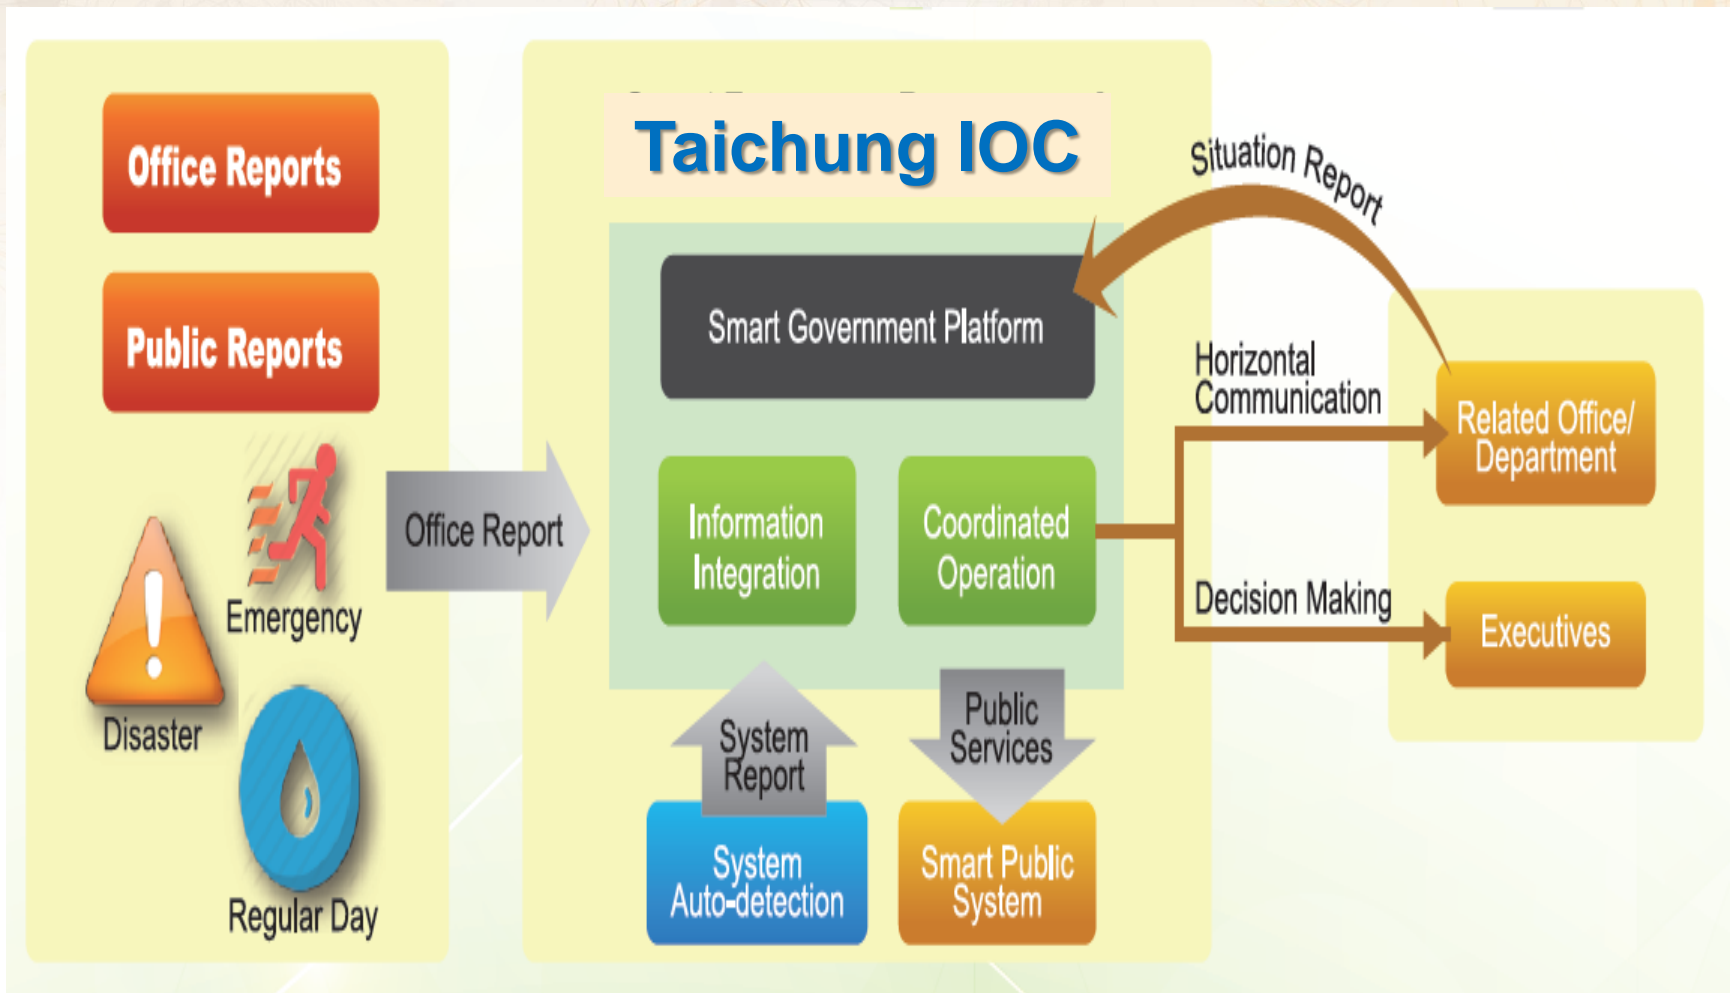 Office Reports
Public Reports
Emergency
Disaster
Regular Day
Office Report
Taichung IOC
Smart Government Platform
Information
Integration
Coordinated
Operation
System
Report
Public
Services
System
Auto-detection
Smart Public
System
Situation Report
Horizontal
Communication
Decision Making
Related Office/
Department
Executives